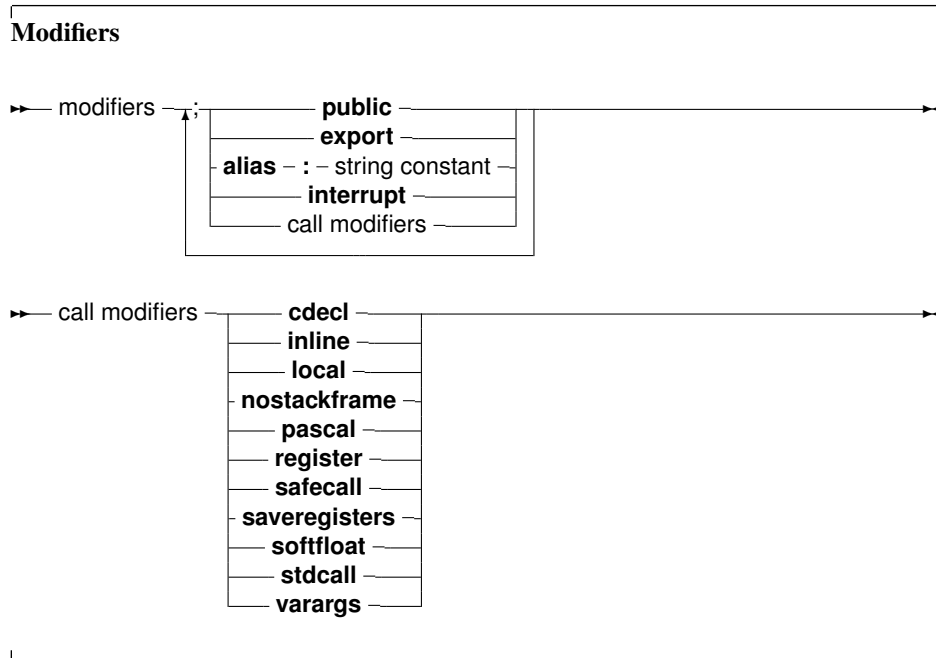 Modifiers
modifiers ; public
export
alias : string constant
interrupt
call modifiers
call modifiers cdecl
inline
local
nostackframe
pascal
register
safecall
saveregisters
softfloat
stdcall
varargs